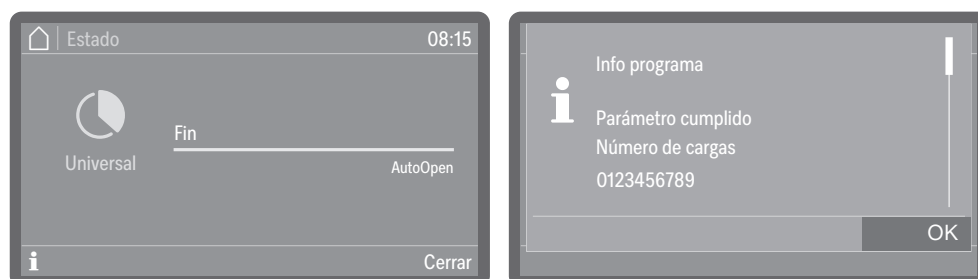 Estado 08:15
Fin
Universal
AutoOpen
i Cerrar
i
Info programa
Parámetro cumplido
Número de cargas
0123456789
OK